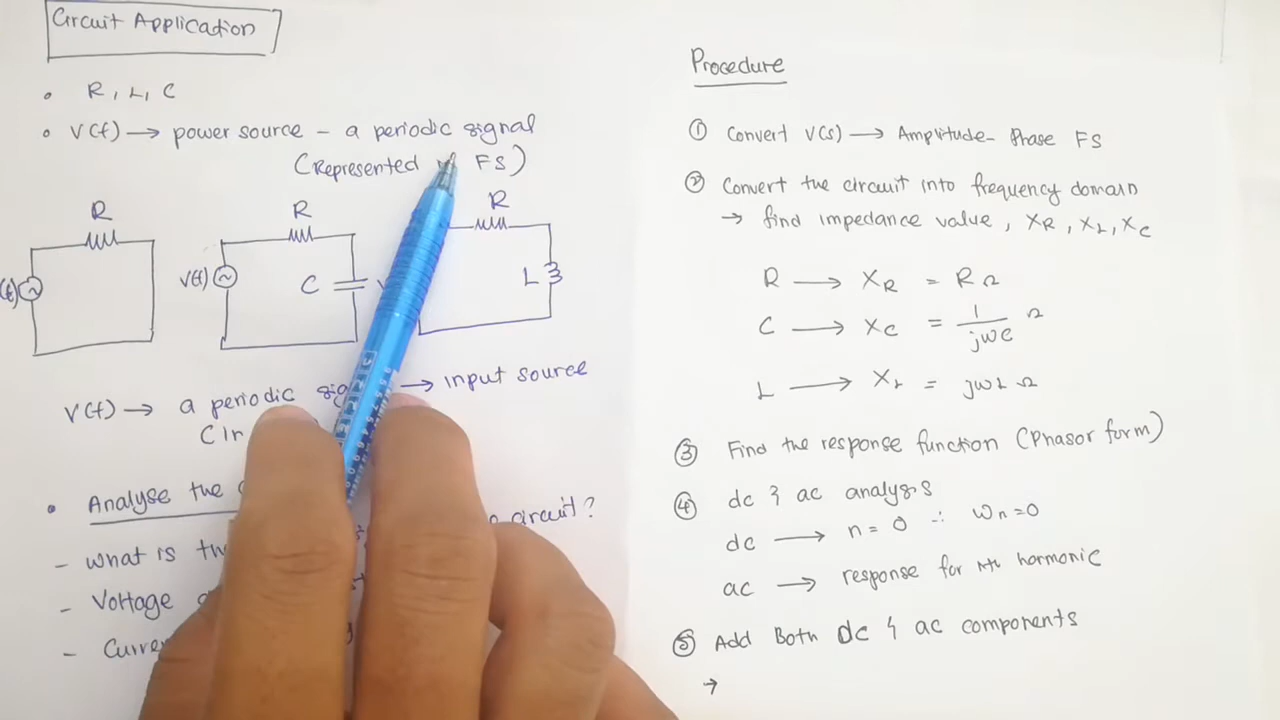 Circuit Application
• R, L, C
• V(t) → power source - a periodic signal
(Represented FS)
R
R
R
V(t)
C
L
V(t) → a periodic → input source
• Analyse the
circuit?
- What is
- Voltage
-
Procedure
① Convert V(s) → Amplitude-Phase FS
② Convert the circuit into frequency domain
→ find impedance value, XR, XL, XC
R → XR = R Ω
C → XC = 1/jωC Ω
L → XL = jωL Ω
③ Find the response function (Phasor form)
④ dc & ac analysis
dc → n = 0 ∴ ωn = 0
ac → response for nth harmonic
⑤ Add Both dc & ac components
→